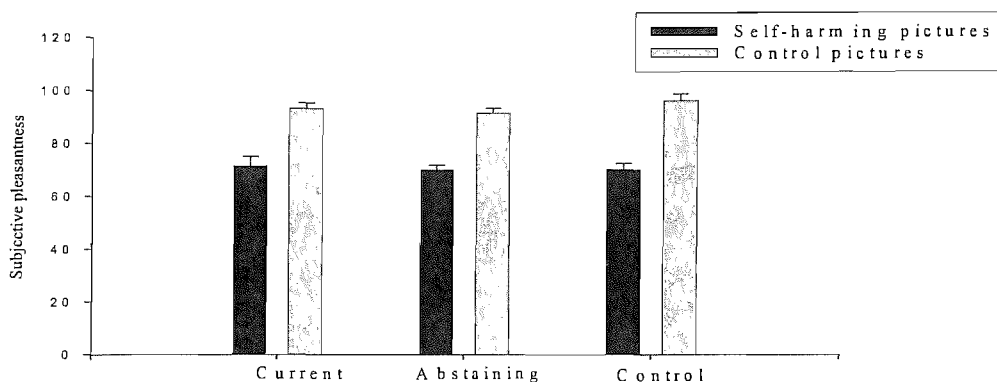 Self-harming pictures
Control pictures
120
100
80
60
40
20
0
Subjective pleasantness
Current
Abstaining
Control